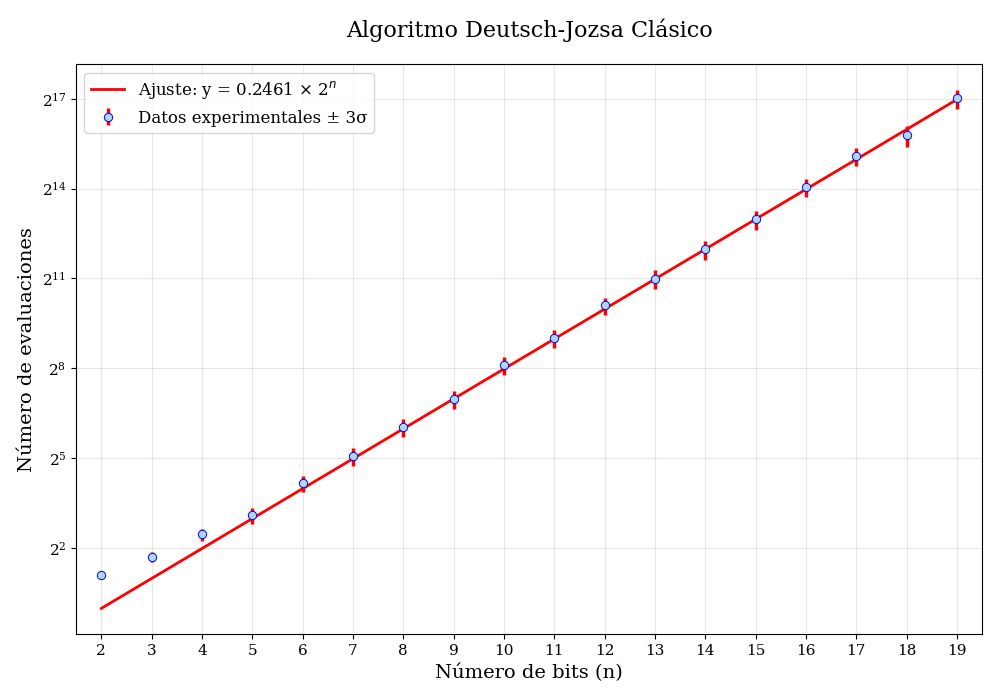 Algoritmo Deutsch-Jozsa Clásico
Ajuste: y = 0.2461 × 2^n
Datos experimentales ± 3σ
Número de evaluaciones
2^17
2^14
2^11
2^8
2^5
2^2
2 3 4 5 6 7 8 9 10 11 12 13 14 15 16 17 18 19
Número de bits (n)